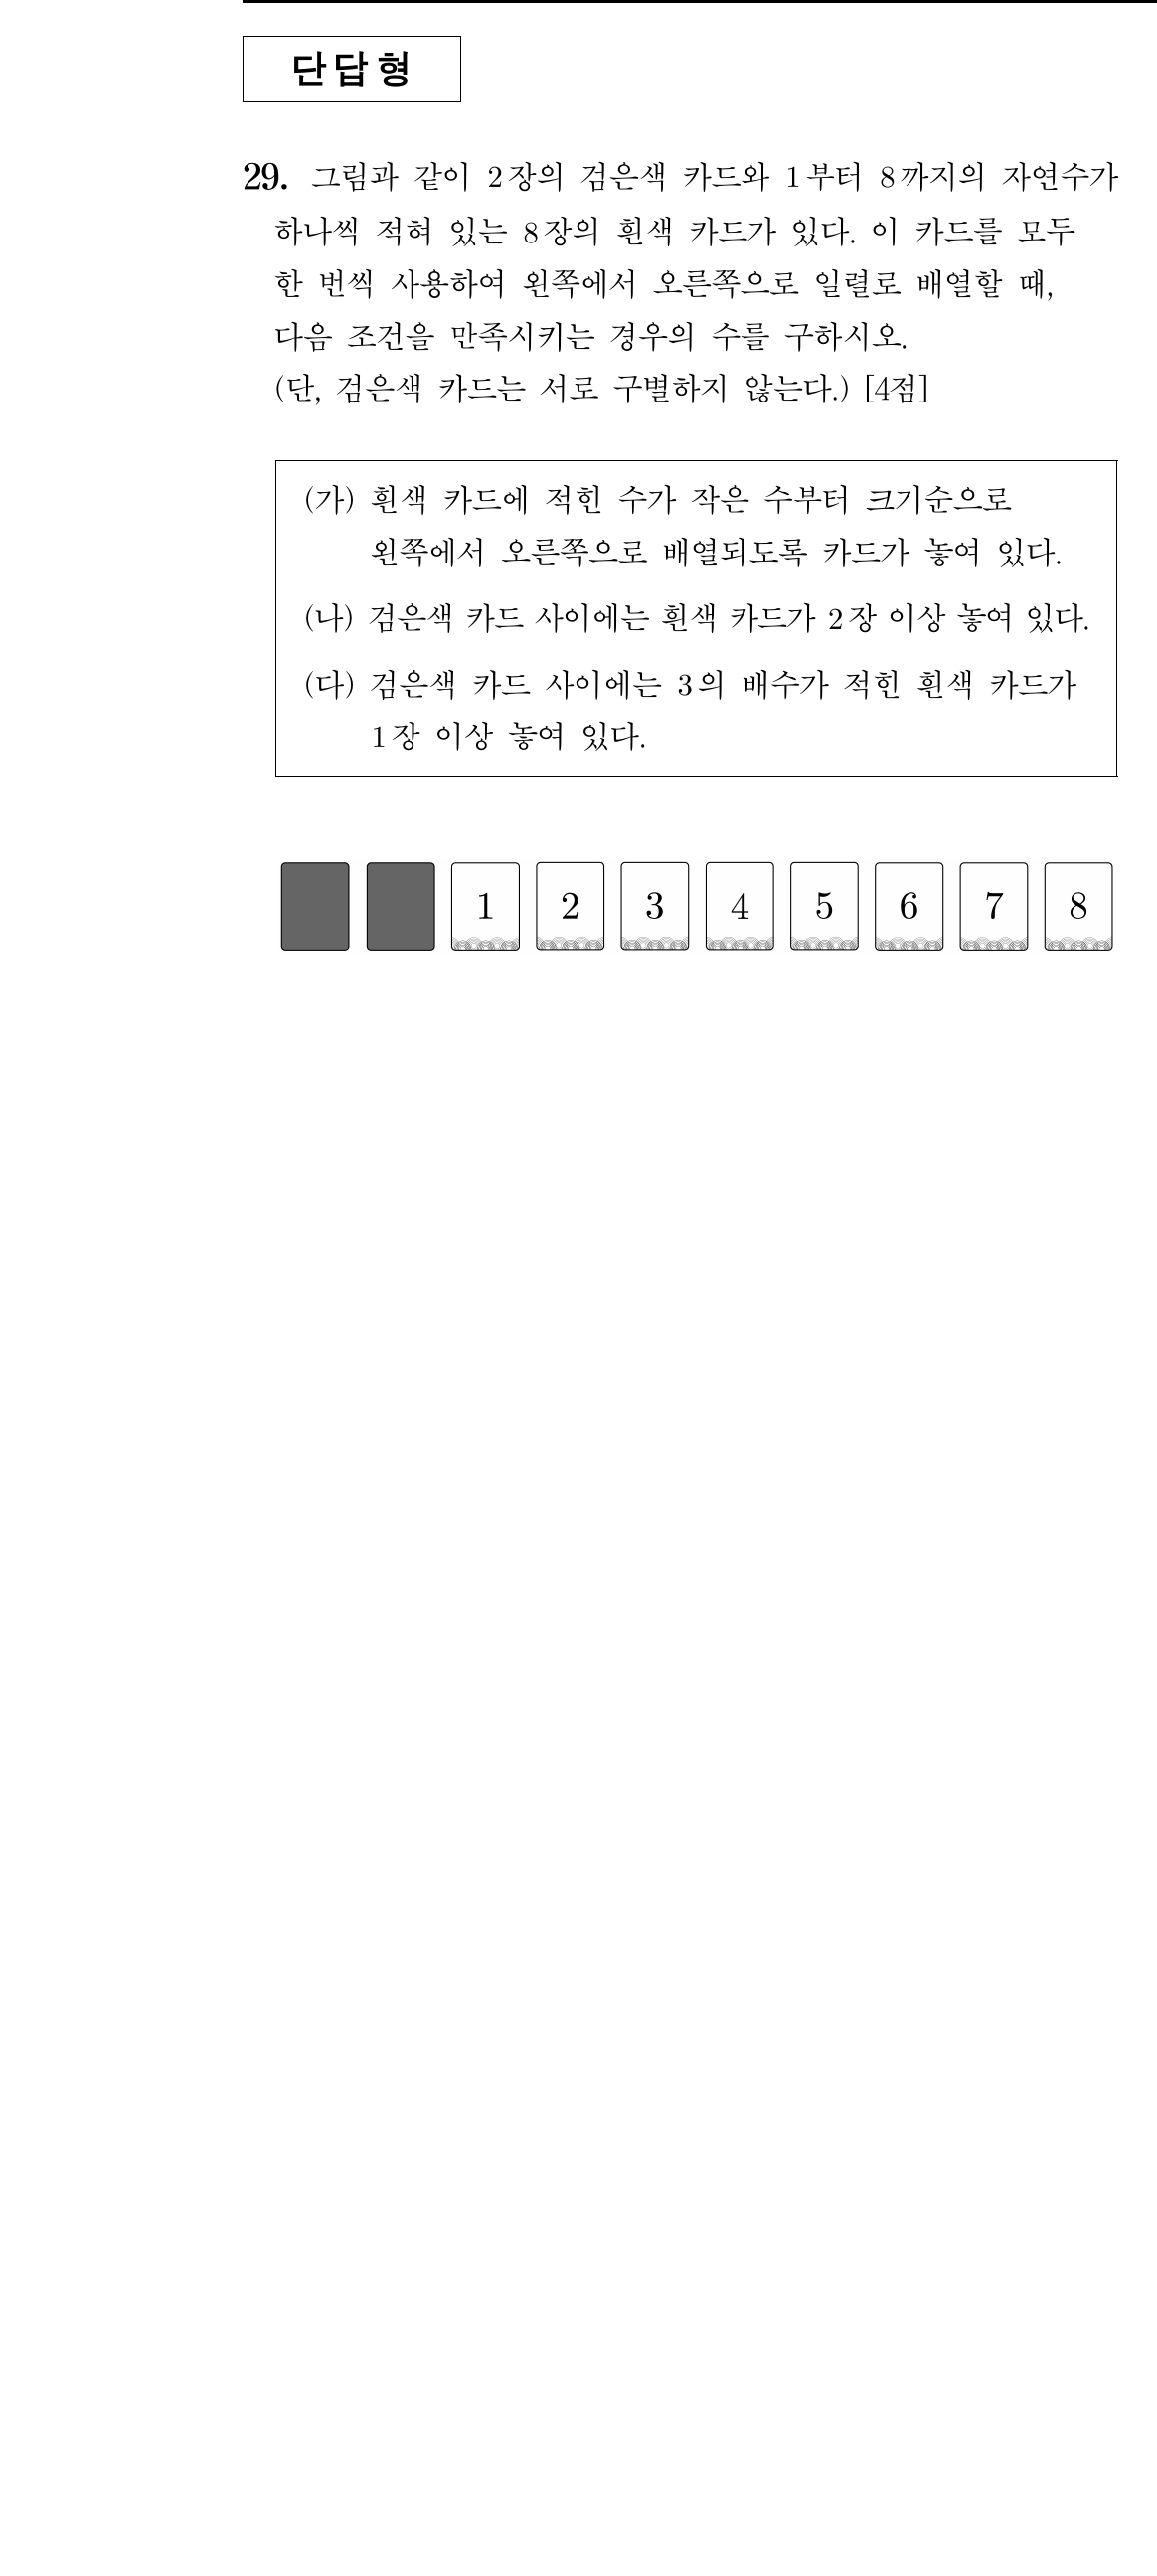 단답형
29. 그림과 같이 2장의 검은색 카드와 1부터 8까지의 자연수가
하나씩 적혀 있는 8장의 흰색 카드가 있다. 이 카드를 모두
한 번씩 사용하여 왼쪽에서 오른쪽으로 일렬로 배열할 때,
다음 조건을 만족시키는 경우의 수를 구하시오.
(단, 검은색 카드는 서로 구별하지 않는다.) [4점]
(가) 흰색 카드에 적힌 수가 작은 수부터 크기순으로
왼쪽에서 오른쪽으로 배열되도록 카드가 놓여 있다.
(나) 검은색 카드 사이에는 흰색 카드가 2장 이상 놓여 있다.
(다) 검은색 카드 사이에는 3의 배수가 적힌 흰색 카드가
1장 이상 놓여 있다.
1 2 3 4 5 6 7 8